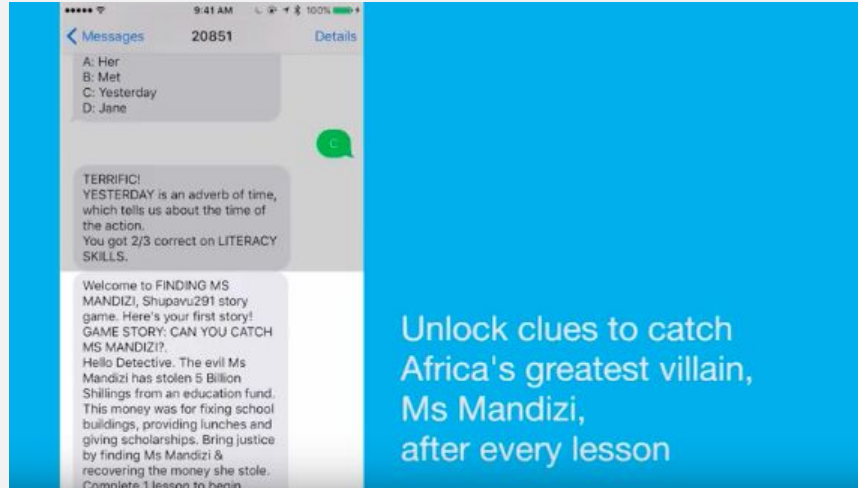 9:41 AM
100%
Messages
20851
Details
A: Her
B: Met
C: Yesterday
D: Jane
C
TERRIFIC!
YESTERDAY is an adverb of time,
which tells us about the time of
the action.
You got 2/3 correct on LITERACY
SKILLS.
Welcome to FINDING MS
MANDIZI, Shupavu291 story
game. Here's your first story!
GAME STORY: CAN YOU CATCH
MS MANDIZI?.
Hello Detective. The evil Ms
Mandizi has stolen 5 Billion
Shillings from an education fund.
This money was for fixing school
buildings, providing lunches and
giving scholarships. Bring justice
by finding Ms Mandizi &
recovering the money she stole.
Complete 1 lesson to begin
Unlock clues to catch
Africa's greatest villain,
Ms Mandizi,
after every lesson